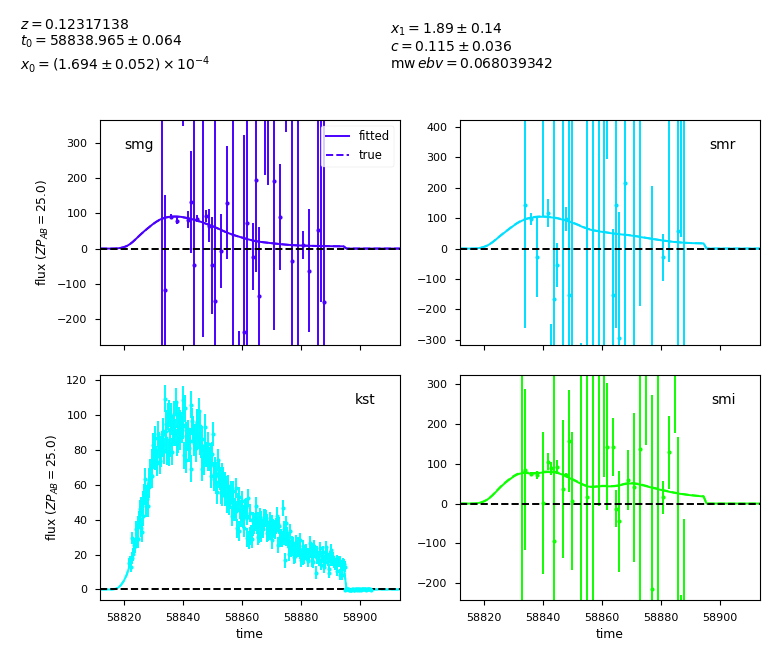 z = 0.12317138
t₀ = 58838.965 ± 0.064
x₀ = (1.694 ± 0.052) × 10⁻⁴
x₁ = 1.89 ± 0.14
c = 0.115 ± 0.036
mw ebv = 0.068039342
smg
fitted
true
300
200
100
0
−100
−200
flux (ZP_AB = 25.0)
smr
400
300
200
100
0
−100
−200
−300
kst
120
100
80
60
40
20
0
flux (ZP_AB = 25.0)
58820 58840 58860 58880 58900
time
smi
300
200
100
0
−100
−200
58820 58840 58860 58880 58900
time